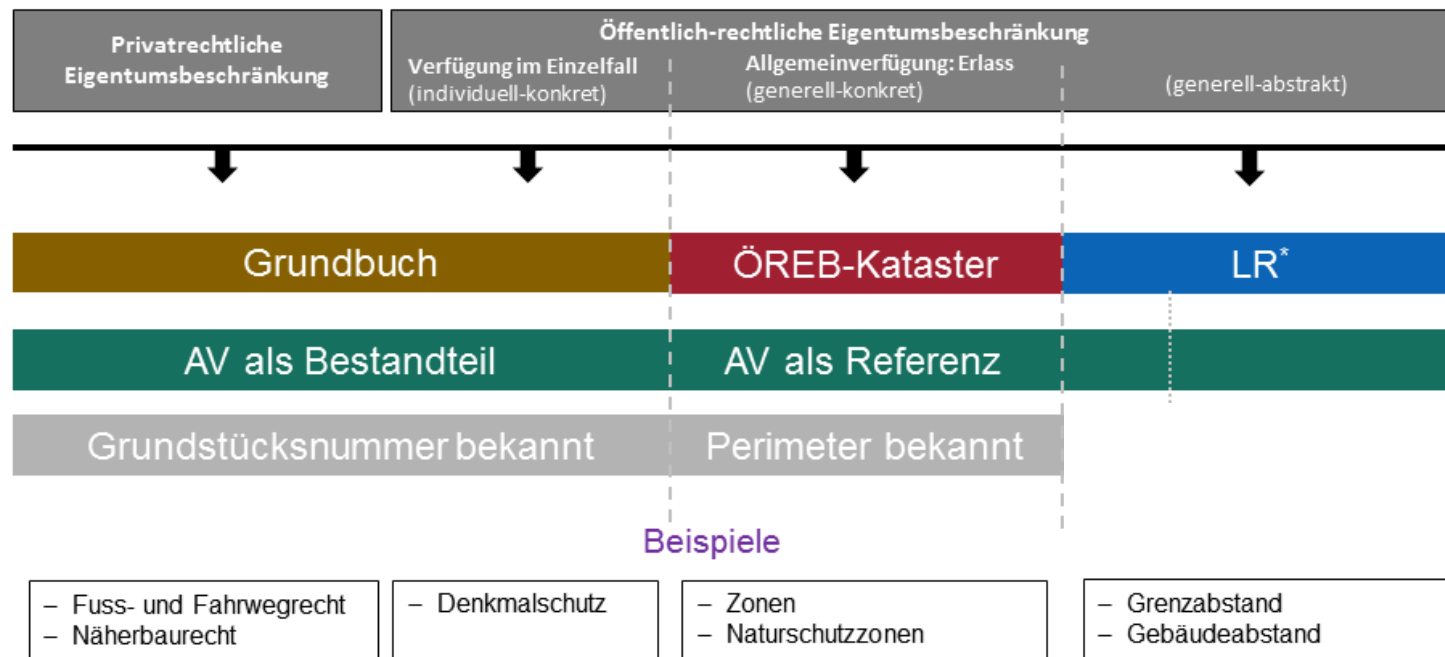 Privatrechtliche
Eigentumsbeschränkung
Öffentlich-rechtliche Eigentumsbeschränkung
Verfügung im Einzelfall
(individuell-konkret)
Allgemeinverfügung: Erlass
(generell-konkret)
(generell-abstrakt)
Grundbuch
ÖREB-Kataster
LR*
AV als Bestandteil
AV als Referenz
Grundstücksnummer bekannt
Perimeter bekannt
Beispiele
– Fuss- und Fahrwegrecht
– Näherbaurecht
– Denkmalschutz
– Zonen
– Naturschutzzonen
– Grenzabstand
– Gebäudeabstand